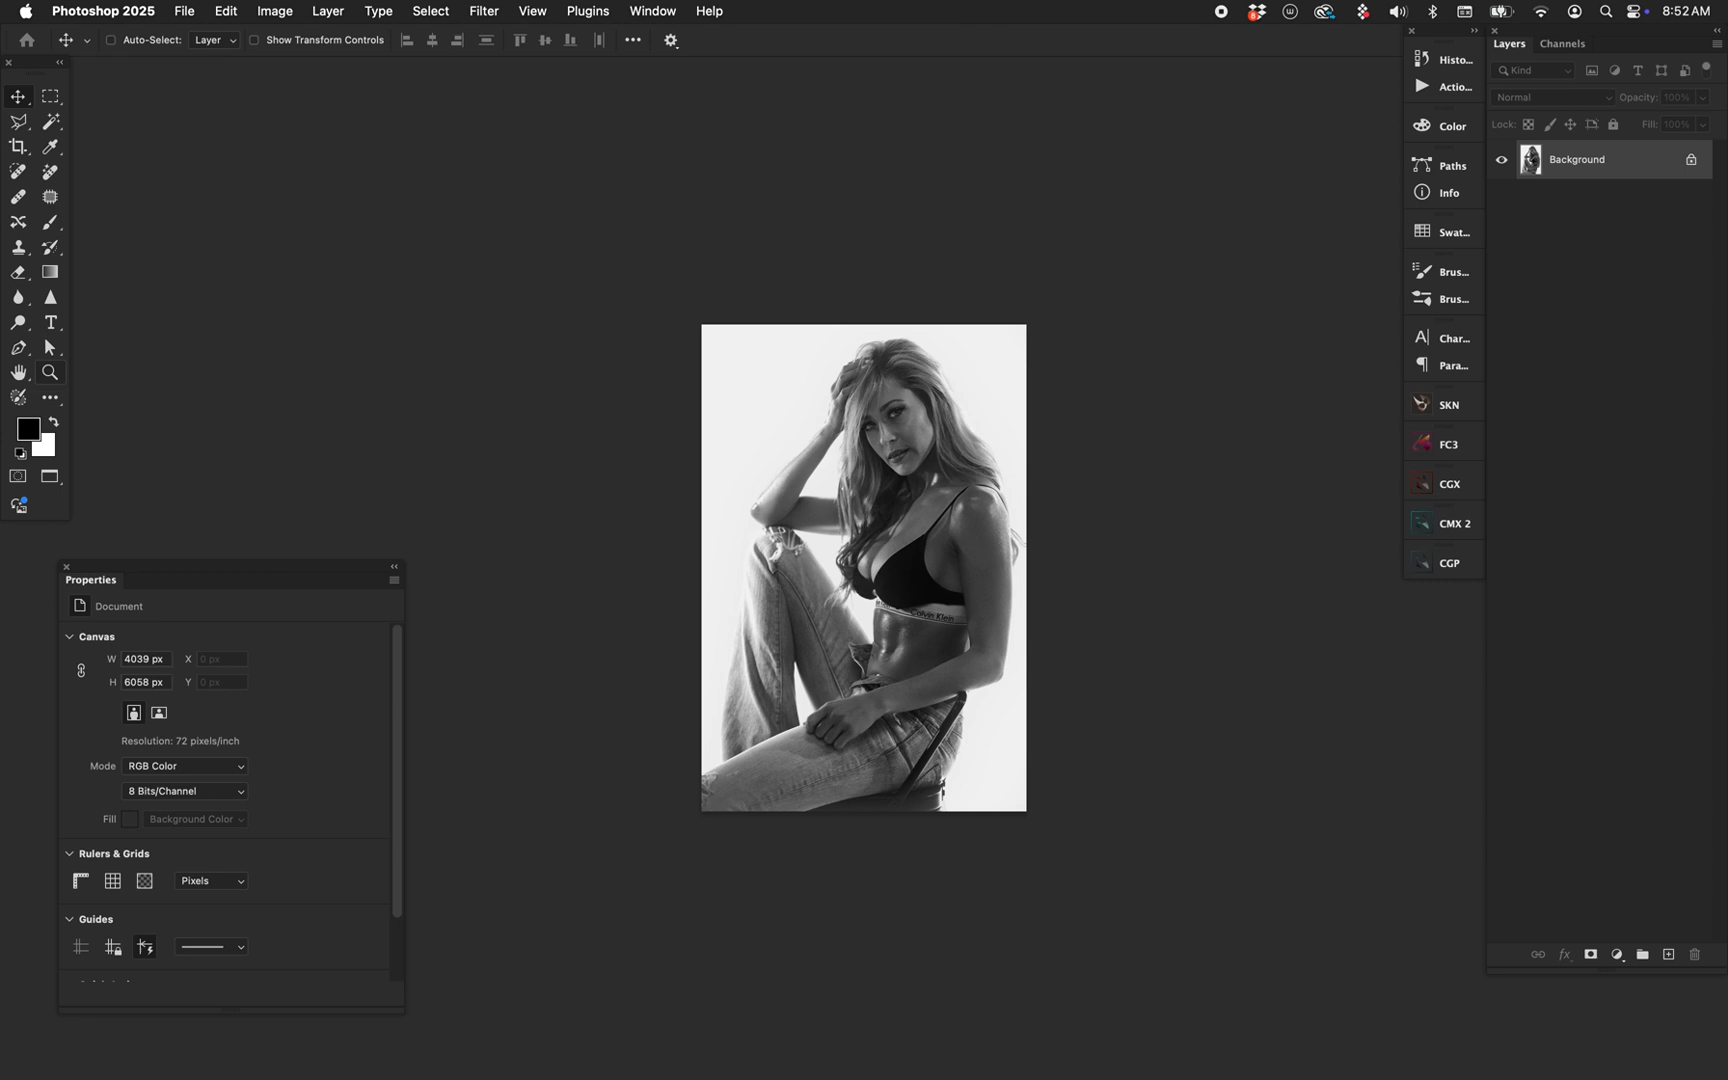 Photoshop 2025 File Edit Image Layer Type Select Filter View Plugins Window Help 8:52 AM
Auto-Select: Layer Show Transform Controls
Histo...
Actio...
Color
Paths
Info
Swat...
Brus...
Brus...
Char...
Para...
SKN
FC3
CGX
CMX 2
CGP
Layers Channels
Kind
Normal Opacity: 100%
Lock: Fill: 100%
Background
Calvin Klein
Properties
Document
Canvas
W 4039 px X 0 px
H 6058 px Y 0 px
Resolution: 72 pixels/inch
Mode RGB Color
8 Bits/Channel
Fill Background Color
Rulers & Grids
Pixels
Guides